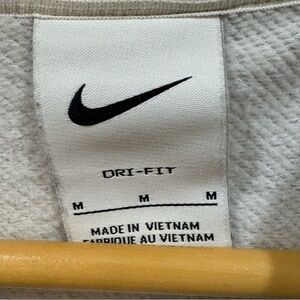 DRI-FIT
M M M
MADE IN VIETNAM
FABRIQUE AU VIETNAM